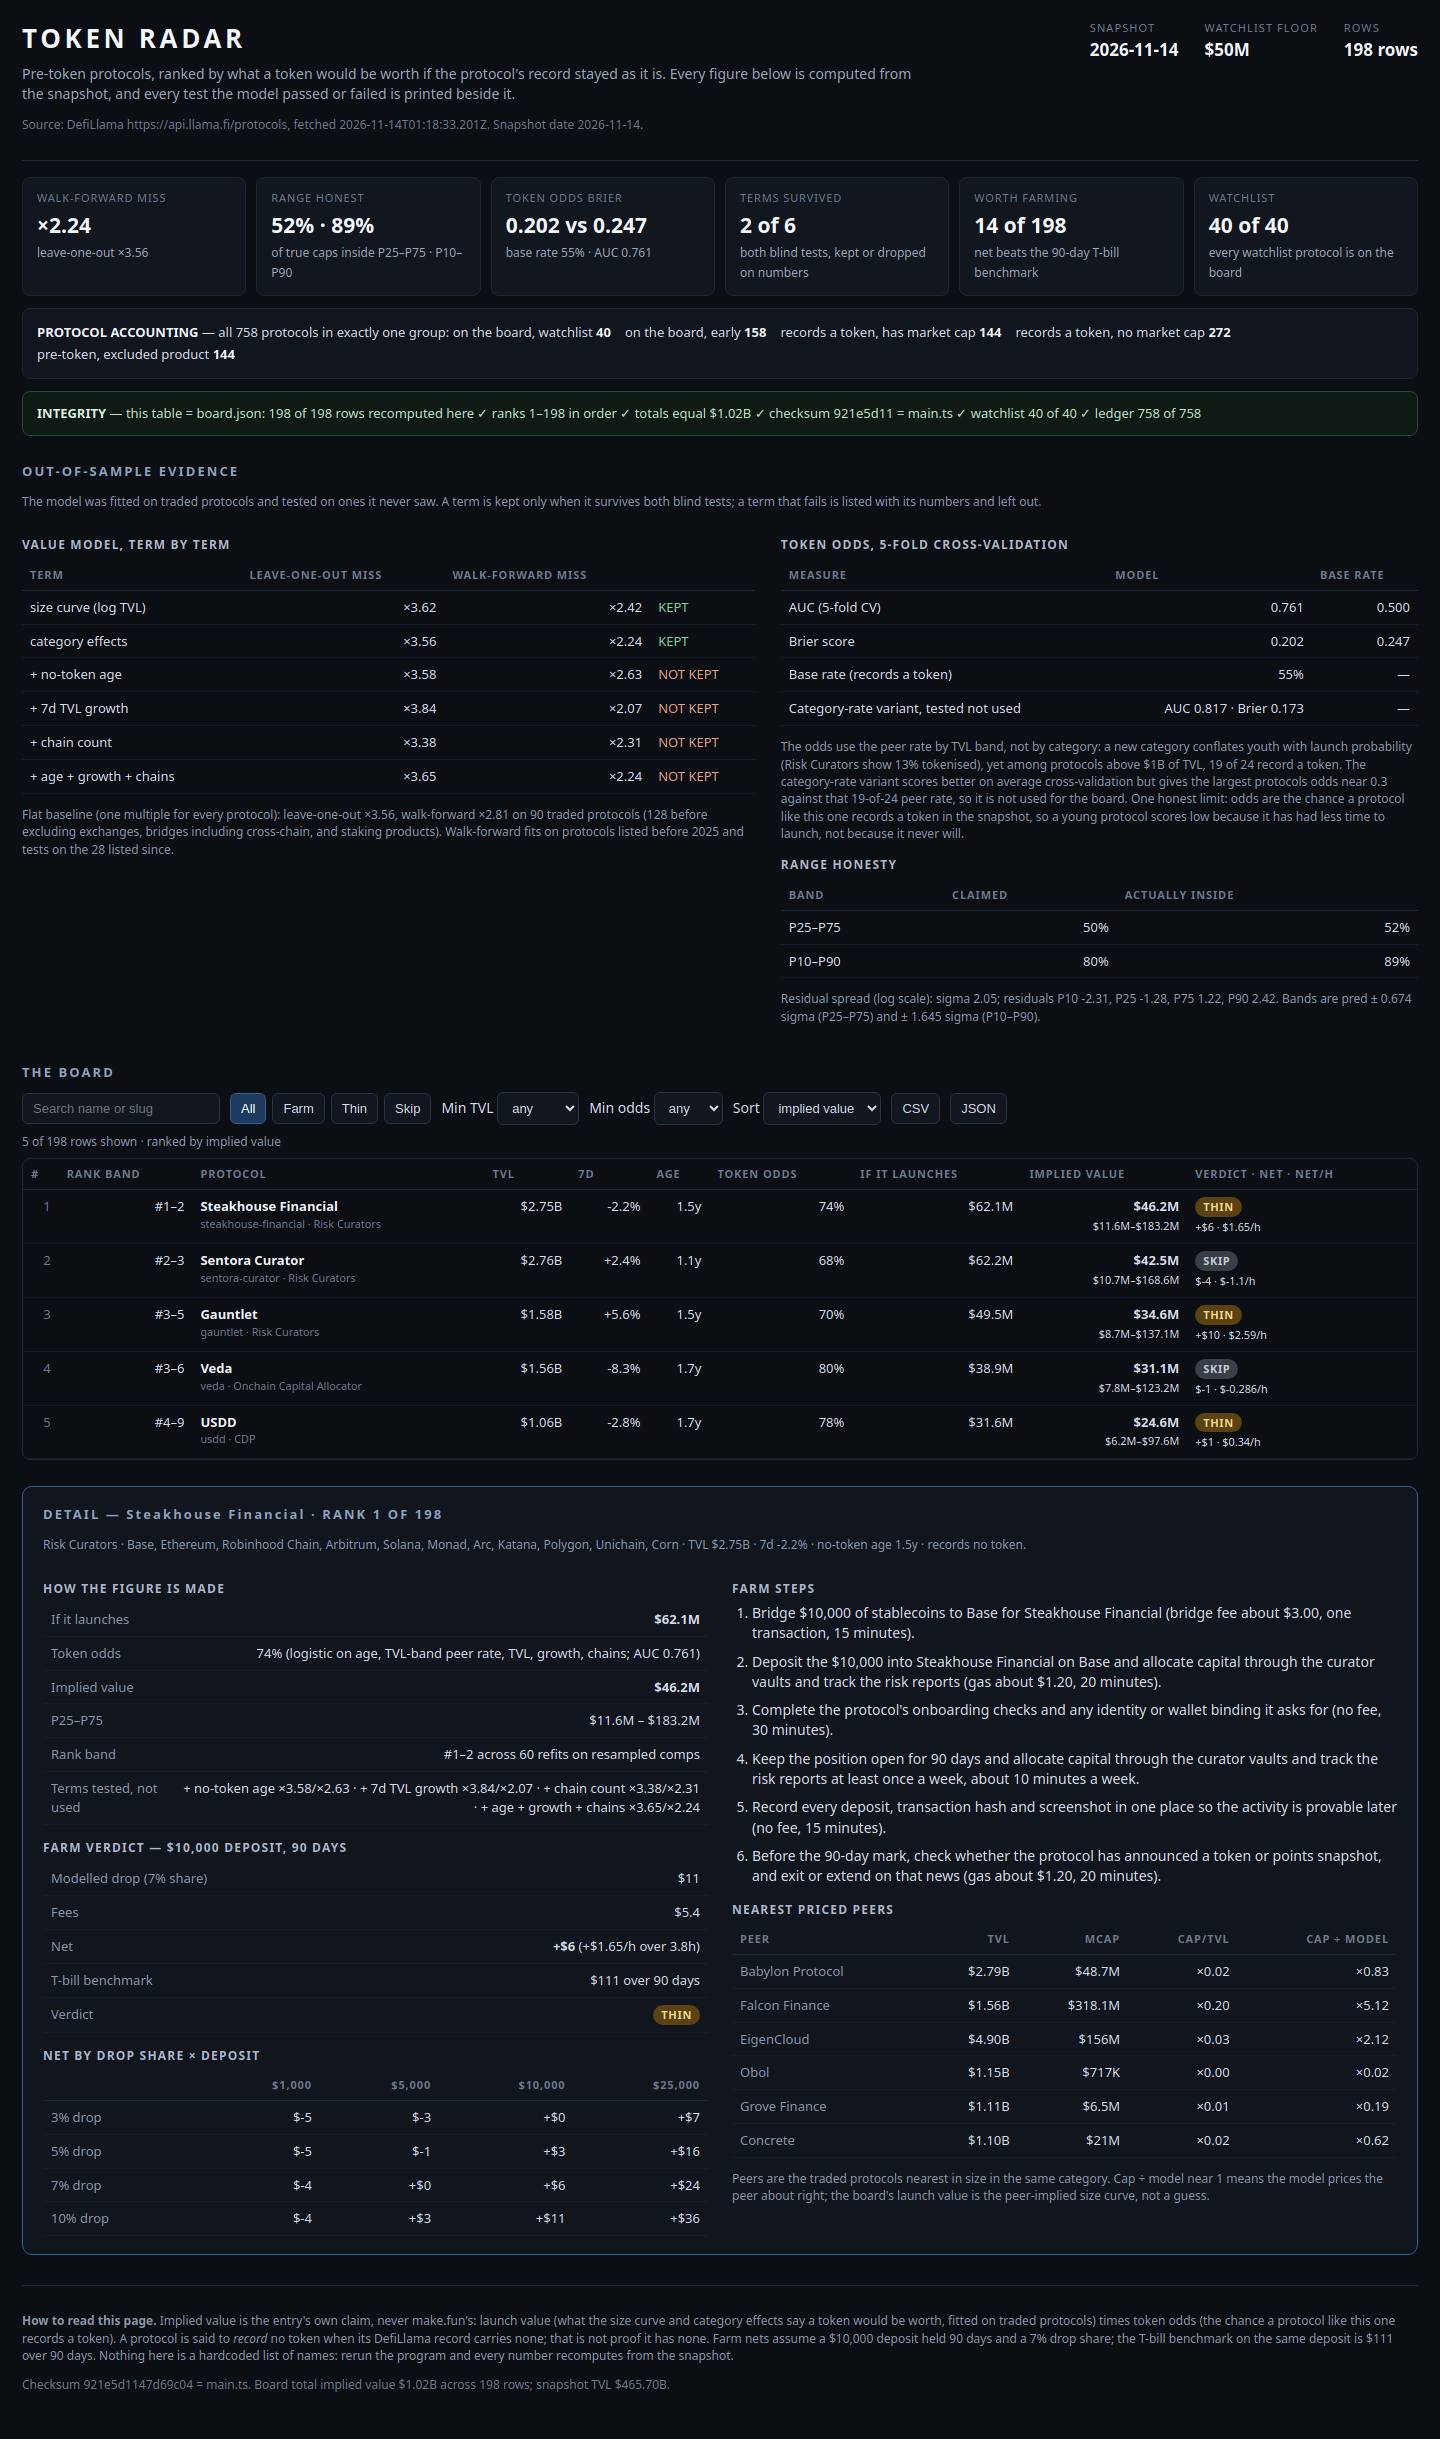 TOKEN RADAR
Pre-token protocols, ranked by what a token would be worth if the protocol's record stayed as it is. Every figure below is computed from
the snapshot, and every test the model passed or failed is printed beside it.
Source: DefiLlama https://api.llama.fi/protocols, fetched 2026-11-14T01:18:33.201Z. Snapshot date 2026-11-14.
SNAPSHOT
2026-11-14
WATCHLIST FLOOR
$50M
ROWS
198 rows
WALK-FORWARD MISS
×2.24
leave-one-out ×3.56
RANGE HONEST
52% · 89%
of true caps inside P25–P75 · P10–
P90
TOKEN ODDS BRIER
0.202 vs 0.247
base rate 55% · AUC 0.761
TERMS SURVIVED
2 of 6
both blind tests, kept or dropped
on numbers
WORTH FARMING
14 of 198
net beats the 90-day T-bill
benchmark
WATCHLIST
40 of 40
every watchlist protocol is on the
board
PROTOCOL ACCOUNTING — all 758 protocols in exactly one group: on the board, watchlist 40 on the board, early 158 records a token, has market cap 144 records a token, no market cap 272
pre-token, excluded product 144
INTEGRITY — this table = board.json: 198 of 198 rows recomputed here ✓ ranks 1–198 in order ✓ totals equal $1.02B ✓ checksum 921e5d11 = main.ts ✓ watchlist 40 of 40 ✓ ledger 758 of 758
OUT-OF-SAMPLE EVIDENCE
The model was fitted on traded protocols and tested on ones it never saw. A term is kept only when it survives both blind tests; a term that fails is listed with its numbers and left out.
VALUE MODEL, TERM BY TERM
TERM LEAVE-ONE-OUT MISS WALK-FORWARD MISS
size curve (log TVL) ×3.62 ×2.42 KEPT
category effects ×3.56 ×2.24 KEPT
+ no-token age ×3.58 ×2.63 NOT KEPT
+ 7d TVL growth ×3.84 ×2.07 NOT KEPT
+ chain count ×3.38 ×2.31 NOT KEPT
+ age + growth + chains ×3.65 ×2.24 NOT KEPT
Flat baseline (one multiple for every protocol): leave-one-out ×3.56, walk-forward ×2.81 on 90 traded protocols (128 before
excluding exchanges, bridges including cross-chain, and staking products). Walk-forward fits on protocols listed before 2025 and
tests on the 28 listed since.
TOKEN ODDS, 5-FOLD CROSS-VALIDATION
MEASURE MODEL BASE RATE
AUC (5-fold CV) 0.761 0.500
Brier score 0.202 0.247
Base rate (records a token) 55% —
Category-rate variant, tested not used AUC 0.817 · Brier 0.173 —
The odds use the peer rate by TVL band, not by category: a new category conflates youth with launch probability
(Risk Curators show 13% tokenised), yet among protocols above $1B of TVL, 19 of 24 record a token. The
category-rate variant scores better on average cross-validation but gives the largest protocols odds near 0.3
against that 19-of-24 peer rate, so it is not used for the board. One honest limit: odds are the chance a protocol
like this one records a token in the snapshot, so a young protocol scores low because it has had less time to
launch, not because it never will.
RANGE HONESTY
BAND CLAIMED ACTUALLY INSIDE
P25–P75 50% 52%
P10–P90 80% 89%
Residual spread (log scale): sigma 2.05; residuals P10 -2.31, P25 -1.28, P75 1.22, P90 2.42. Bands are pred ± 0.674
sigma (P25–P75) and ± 1.645 sigma (P10–P90).
THE BOARD
Search name or slug All Farm Thin Skip Min TVL any Min odds any Sort implied value CSV JSON
5 of 198 rows shown · ranked by implied value
# RANK BAND PROTOCOL TVL 7D AGE TOKEN ODDS IF IT LAUNCHES IMPLIED VALUE VERDICT · NET · NET/H
1 #1–2 Steakhouse Financial $2.75B -2.2% 1.5y 74% $62.1M $46.2M THIN
steakhouse-financial · Risk Curators $11.6M–$183.2M +$6 · $1.65/h
2 #2–3 Sentora Curator $2.76B +2.4% 1.1y 68% $62.2M $42.5M SKIP
sentora-curator · Risk Curators $10.7M–$168.6M $-4 · $-1.1/h
3 #3–5 Gauntlet $1.58B +5.6% 1.5y 70% $49.5M $34.6M THIN
gauntlet · Risk Curators $8.7M–$137.1M +$10 · $2.59/h
4 #3–6 Veda $1.56B -8.3% 1.7y 80% $38.9M $31.1M SKIP
veda · Onchain Capital Allocator $7.8M–$123.2M $-1 · $-0.286/h
5 #4–9 USDD $1.06B -2.8% 1.7y 78% $31.6M $24.6M THIN
usdd · CDP $6.2M–$97.6M +$1 · $0.34/h
DETAIL — Steakhouse Financial · RANK 1 OF 198
Risk Curators · Base, Ethereum, Robinhood Chain, Arbitrum, Solana, Monad, Arc, Katana, Polygon, Unichain, Corn · TVL $2.75B · 7d -2.2% · no-token age 1.5y · records no token.
HOW THE FIGURE IS MADE
If it launches $62.1M
Token odds 74% (logistic on age, TVL-band peer rate, TVL, growth, chains; AUC 0.761)
Implied value $46.2M
P25–P75 $11.6M – $183.2M
Rank band #1–2 across 60 refits on resampled comps
Terms tested, not + no-token age ×3.58/×2.63 · + 7d TVL growth ×3.84/×2.07 · + chain count ×3.38/×2.31
used · + age + growth + chains ×3.65/×2.24
FARM VERDICT — $10,000 DEPOSIT, 90 DAYS
Modelled drop (7% share) $11
Fees $5.4
Net +$6 (+$1.65/h over 3.8h)
T-bill benchmark $111 over 90 days
Verdict THIN
NET BY DROP SHARE × DEPOSIT
$1,000 $5,000 $10,000 $25,000
3% drop $-5 $-3 +$0 +$7
5% drop $-5 $-1 +$3 +$16
7% drop $-4 +$0 +$6 +$24
10% drop $-4 +$3 +$11 +$36
FARM STEPS
1. Bridge $10,000 of stablecoins to Base for Steakhouse Financial (bridge fee about $3.00, one
transaction, 15 minutes).
2. Deposit the $10,000 into Steakhouse Financial on Base and allocate capital through the curator
vaults and track the risk reports (gas about $1.20, 20 minutes).
3. Complete the protocol's onboarding checks and any identity or wallet binding it asks for (no fee,
30 minutes).
4. Keep the position open for 90 days and allocate capital through the curator vaults and track the
risk reports at least once a week, about 10 minutes a week.
5. Record every deposit, transaction hash and screenshot in one place so the activity is provable later
(no fee, 15 minutes).
6. Before the 90-day mark, check whether the protocol has announced a token or points snapshot,
and exit or extend on that news (gas about $1.20, 20 minutes).
NEAREST PRICED PEERS
PEER TVL MCAP CAP/TVL CAP ÷ MODEL
Babylon Protocol $2.79B $48.7M ×0.02 ×0.83
Falcon Finance $1.56B $318.1M ×0.20 ×5.12
EigenCloud $4.90B $156M ×0.03 ×2.12
Obol $1.15B $717K ×0.00 ×0.02
Grove Finance $1.11B $6.5M ×0.01 ×0.19
Concrete $1.10B $21M ×0.02 ×0.62
Peers are the traded protocols nearest in size in the same category. Cap ÷ model near 1 means the model prices the
peer about right; the board's launch value is the peer-implied size curve, not a guess.
How to read this page. Implied value is the entry's own claim, never make.fun's: launch value (what the size curve and category effects say a token would be worth, fitted on traded protocols) times token odds (the chance a protocol like this one
records a token). A protocol is said to record no token when its DefiLlama record carries none; that is not proof it has none. Farm nets assume a $10,000 deposit held 90 days and a 7% drop share; the T-bill benchmark on the same deposit is $111
over 90 days. Nothing here is a hardcoded list of names: rerun the program and every number recomputes from the snapshot.
Checksum 921e5d1147d69c04 = main.ts. Board total implied value $1.02B across 198 rows; snapshot TVL $465.70B.